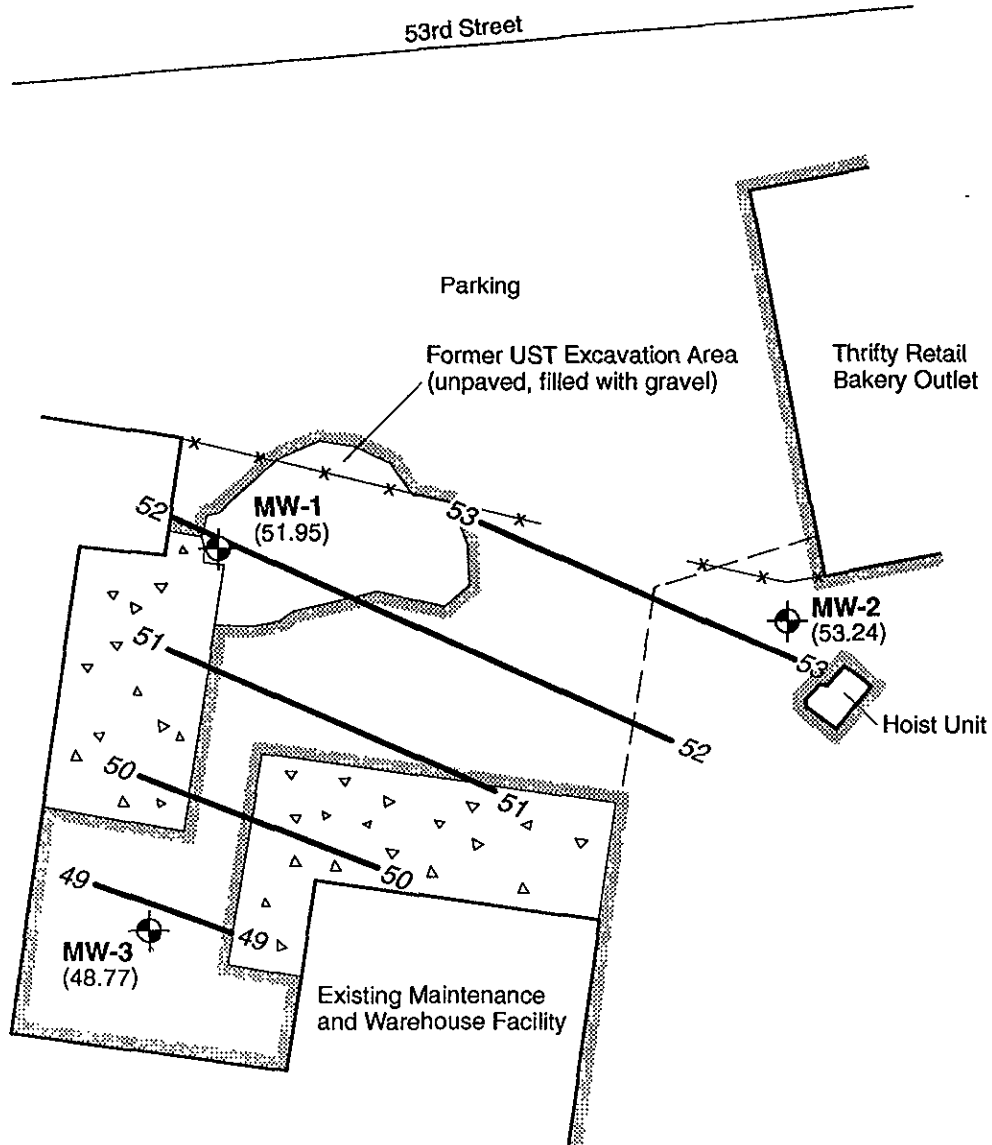 53rd Street
Parking
Former UST Excavation Area
(unpaved, filled with gravel)
Thrifty Retail
Bakery Outlet
52
MW-1
(51.95)
53
MW-2
(53.24)
51
53
Hoist Unit
52
50
51
50
49
49
MW-3
(48.77)
Existing Maintenance
and Warehouse Facility